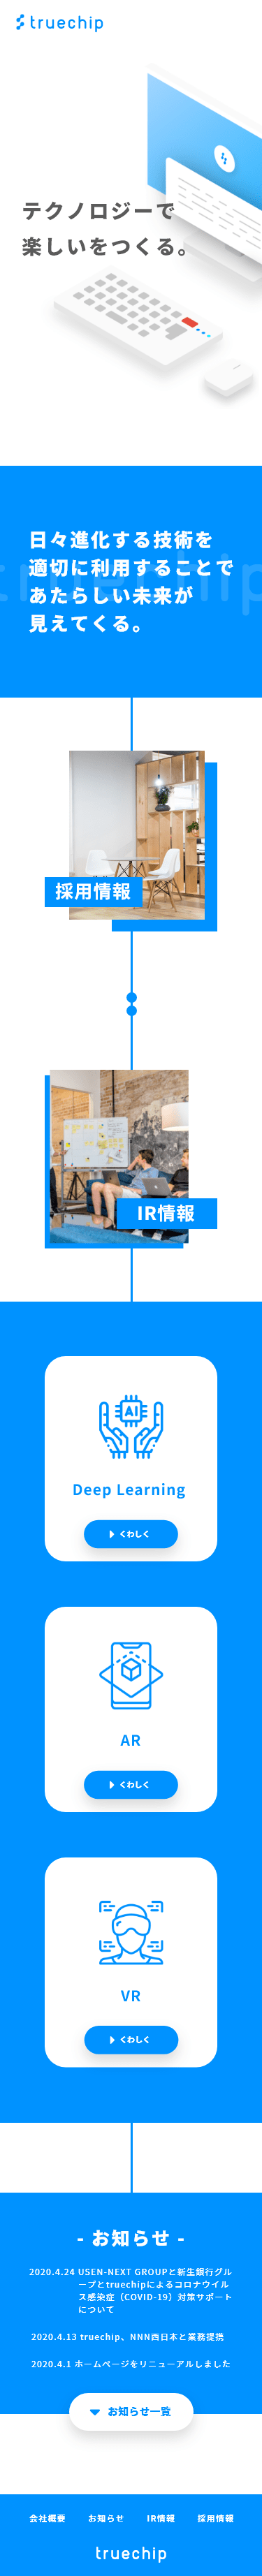 truechip
テクノロジーで
楽しいをつくる。
truechip
日々進化する技術を
適切に利用することで
あたらしい未来が
見えてくる。
採用情報
IR情報
AI
Deep Learning
くわしく
AR
くわしく
VR
くわしく
- お知らせ -
2020.4.24 USEN-NEXT GROUPと新生銀行グル
ープとtruechipによるコロナウイル
ス感染症（COVID-19）対策サポート
について
2020.4.13 truechip、NNN西日本と業務提携
2020.4.1 ホームページをリニューアルしました
お知らせ一覧
会社概要 お知らせ IR情報 採用情報
truechip